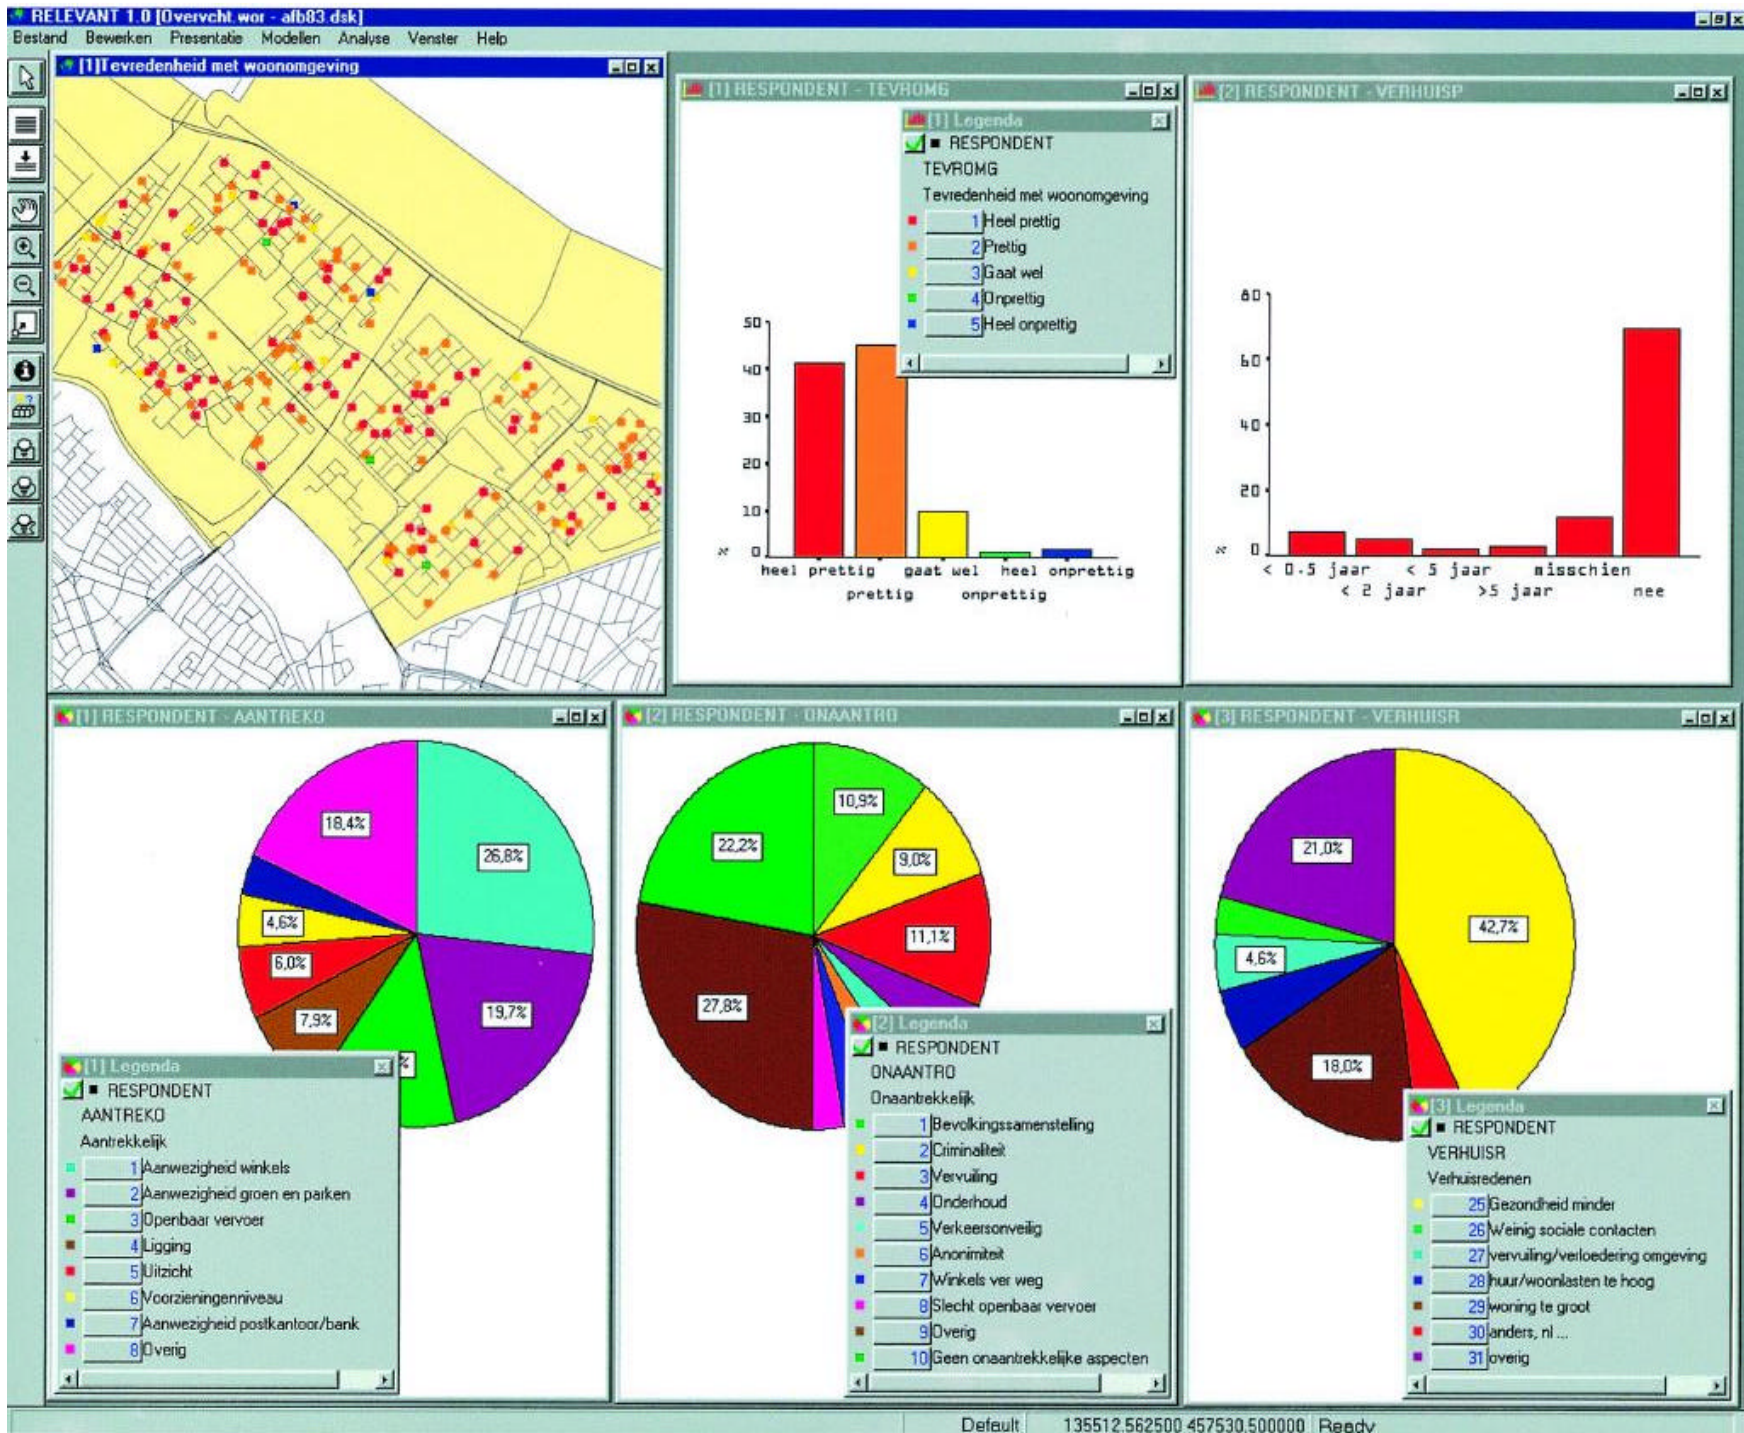 RELEVANT 1.0 [Overvcht.wor - afb83.dsk]
Bestand Bewerken Presentatie Modellen Analyse Venster Help
[1]Tevredenheid met woonomgeving
[1] RESPONDENT - TEVROMG
[1] Legenda
RESPONDENT
TEVROMG
Tevredenheid met woonomgeving
1 Heel prettig
2 Prettig
3 Gaat wel
4 Onprettig
5 Heel onprettig
50
40
30
20
10
% 0
heel prettig gaat wel heel onprettig
prettig onprettig
[2] RESPONDENT - VERHUISP
80
60
40
20
% 0
< 0.5 jaar < 5 jaar misschien
< 2 jaar >5 jaar nee
[1] RESPONDENT - AANTREKO
18,4%
26,8%
4,6%
6,0%
7,9%
19,7%
%
[1] Legenda
RESPONDENT
AANTREKO
Aantrekkelijk
1 Aanwezigheid winkels
2 Aanwezigheid groen en parken
3 Openbaar vervoer
4 Ligging
5 Uitzicht
6 Voorzieningenniveau
7 Aanwezigheid postkantoor/bank
8 Overig
[2] RESPONDENT - ONAANTRO
10,9%
22,2%
9,0%
11,1%
27,8%
[2] Legenda
RESPONDENT
ONAANTRO
Onaantrekkelijk
1 Bevolkingssamenstelling
2 Criminaliteit
3 Vervuiling
4 Onderhoud
5 Verkeersonveilig
6 Anonimiteit
7 Winkels ver weg
8 Slecht openbaar vervoer
9 Overig
10 Geen onaantrekkelijke aspecten
[3] RESPONDENT - VERHUISR
21,0%
42,7%
4,6%
18,0%
[3] Legenda
RESPONDENT
VERHUISR
Verhuisredenen
25 Gezondheid minder
26 Weinig sociale contacten
27 vervuiling/verloedering omgeving
28 huur/woonlasten te hoog
29 woning te groot
30 anders, nl ...
31 overig
Default 135512.562500 457530.500000 Ready